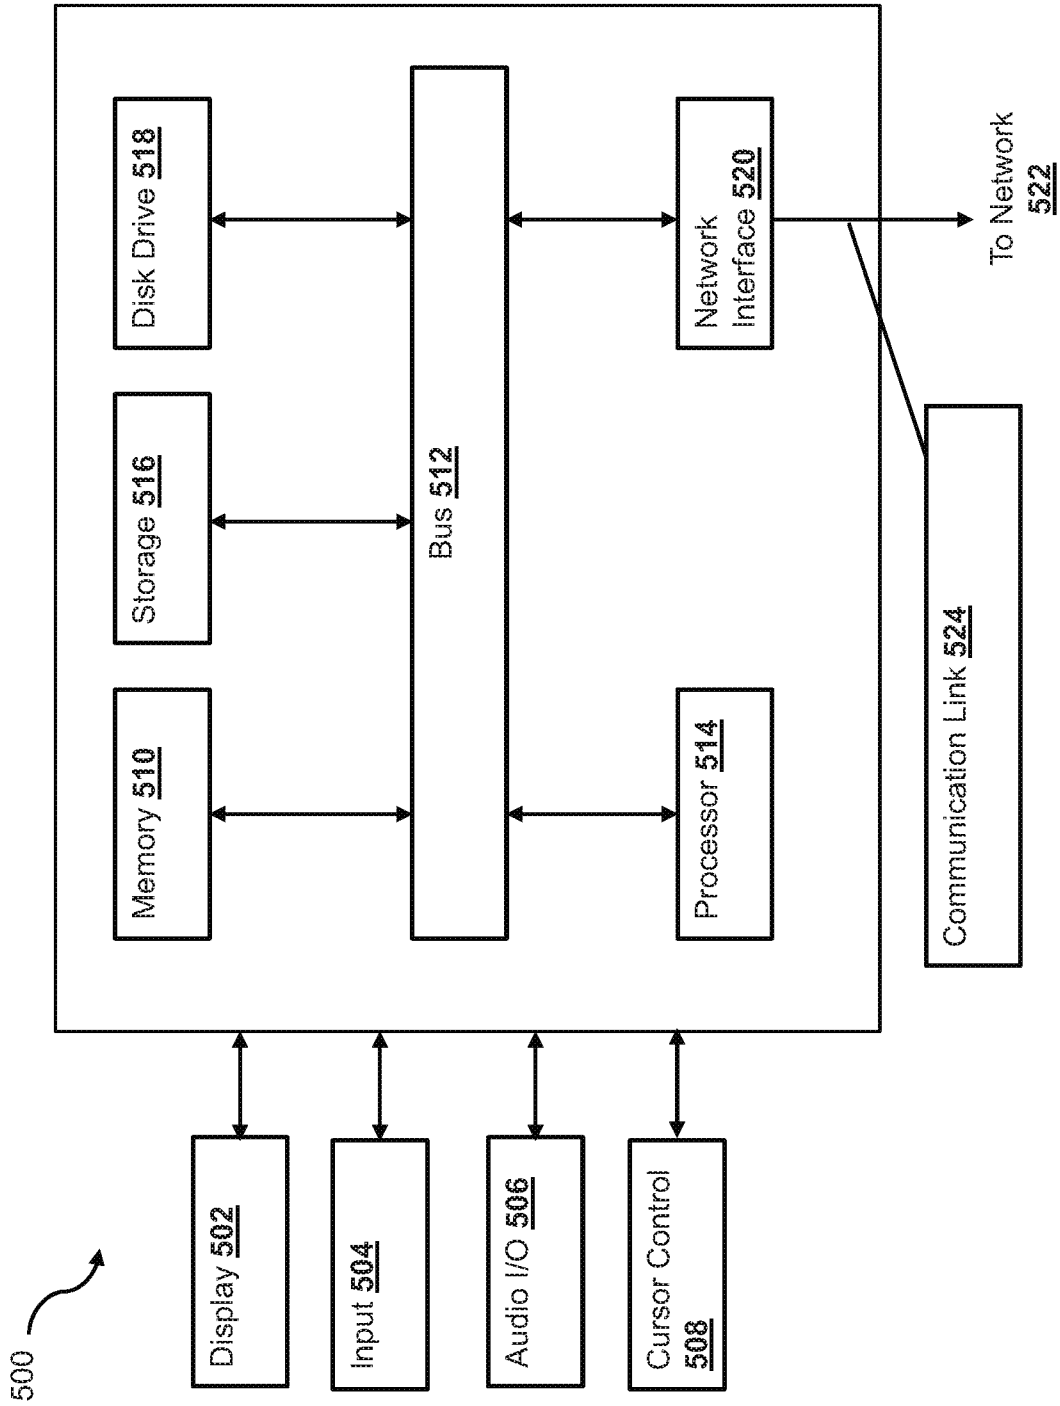 500
Display 502
Input 504
Audio I/O 506
Cursor Control
508
Memory 510
Storage 516
Disk Drive 518
Bus 512
Processor 514
Network
Interface 520
Communication Link 524
To Network
522